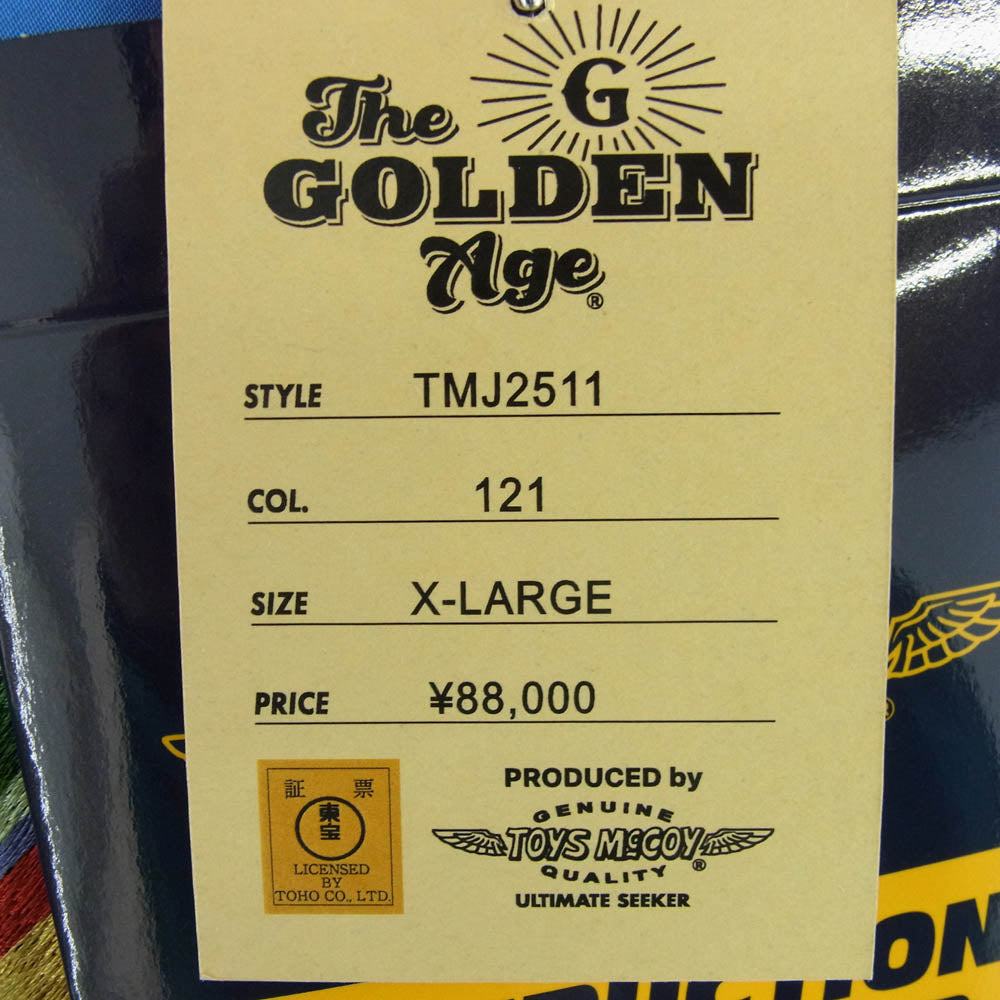 G
The
GOLDEN
Age®
STYLE TMJ2511
COL. 121
SIZE X-LARGE
PRICE ¥88,000
証 票
東宝
LICENSED
BY
TOHO CO., LTD.
PRODUCED by
GENUINE
TOYS McCOY®
QUALITY
ULTIMATE SEEKER